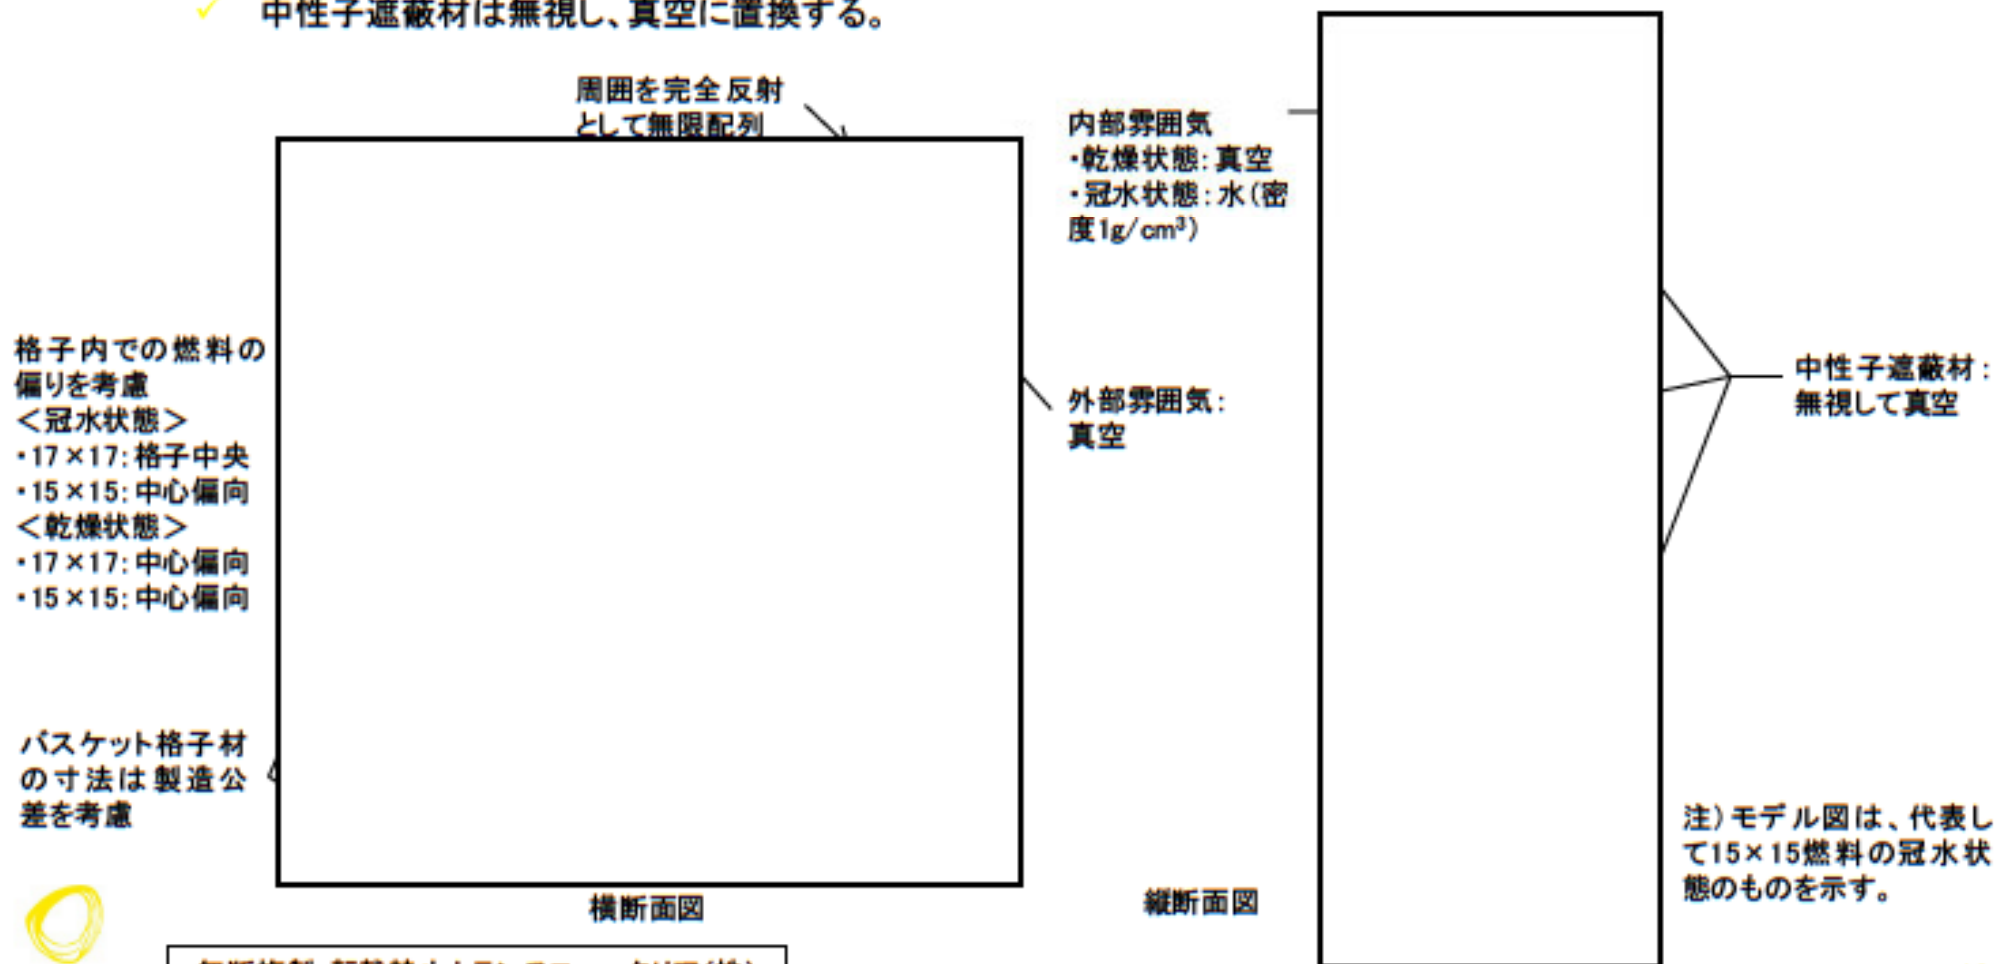 中性子遮蔽材は無視し、真空に置換する。
周囲を完全反射
として無限配列
内部雰囲気
・乾燥状態：真空
・冠水状態：水（密
度1g/cm³）
格子内での燃料の
偏りを考慮
＜冠水状態＞
・17×17：格子中央
・15×15：中心偏向
＜乾燥状態＞
・17×17：中心偏向
・15×15：中心偏向
外部雰囲気：
真空
中性子遮蔽材：
無視して真空
バスケット格子材
の寸法は製造公
差を考慮
注）モデル図は、代表し
て15×15燃料の冠水状
態のものを示す。
横断面図
縦断面図